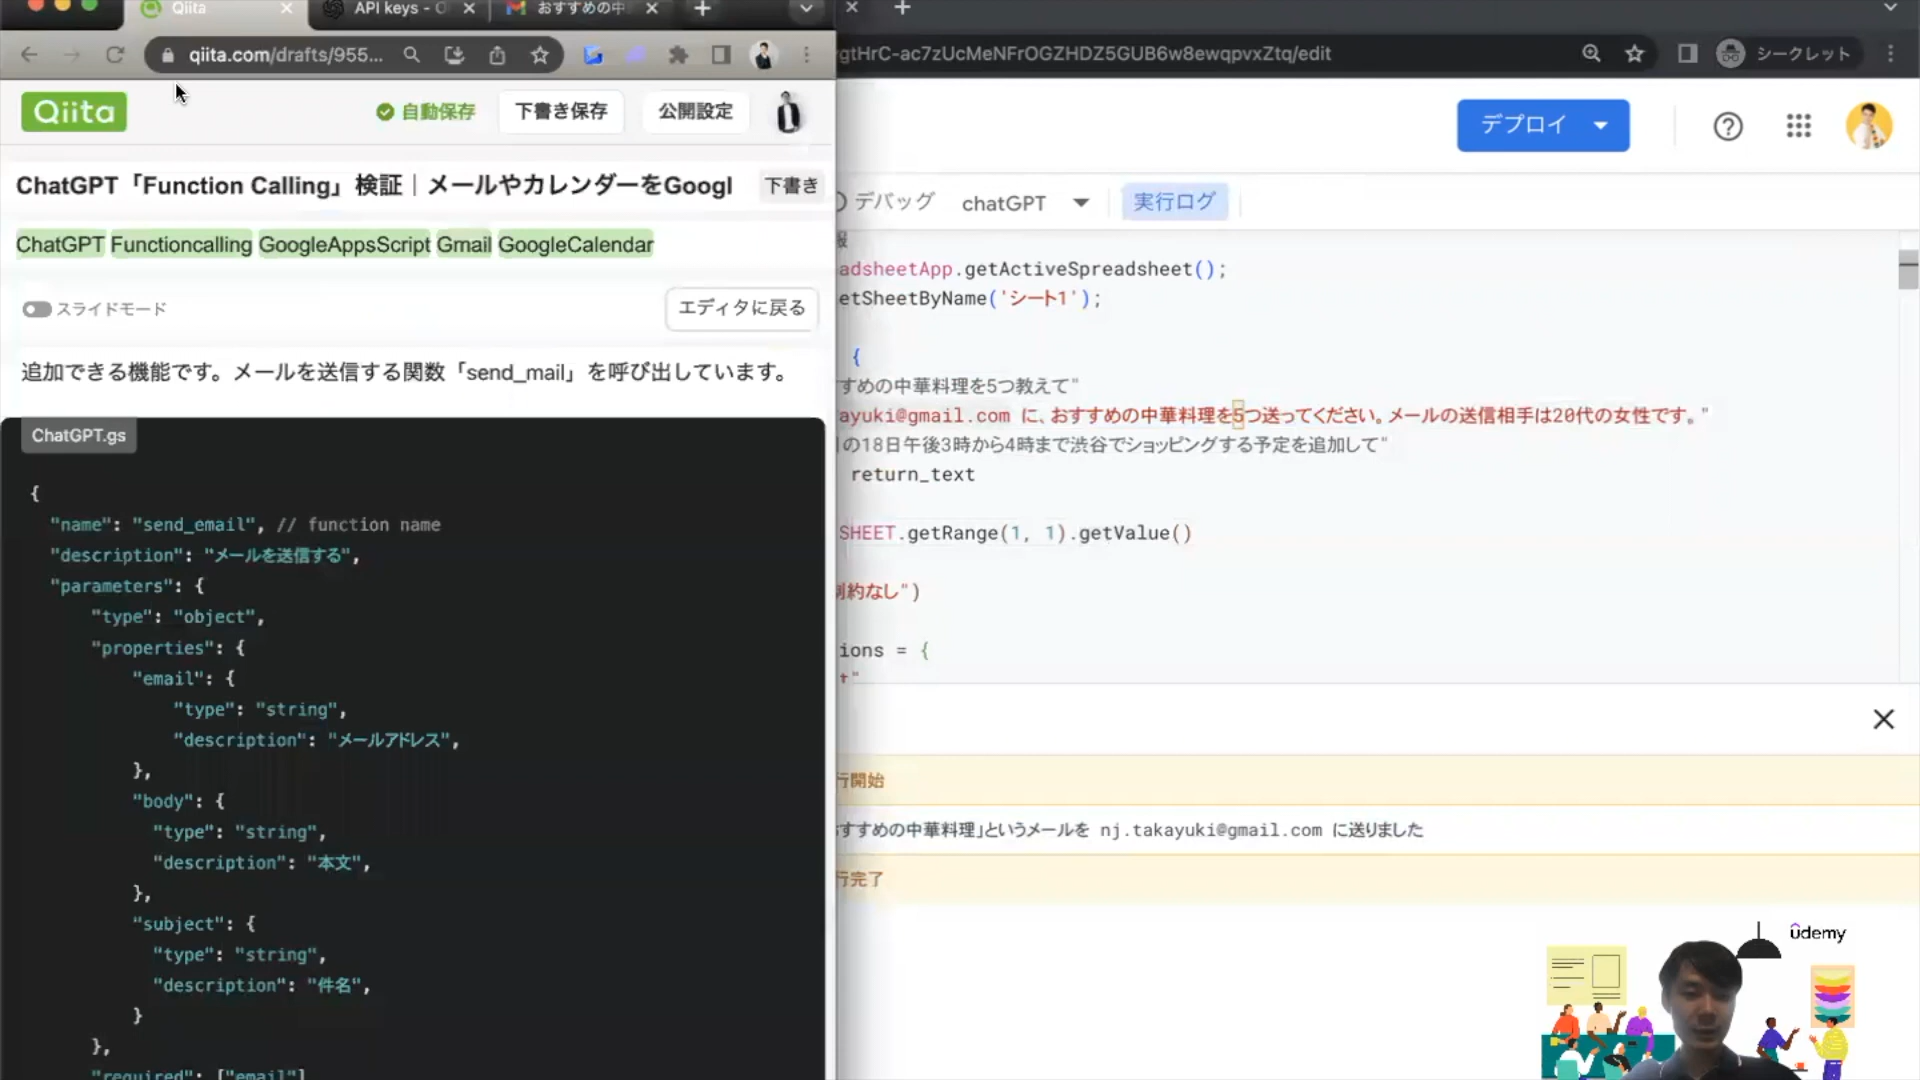 Qiita
API keys - O
おすすめの中
qiita.com/drafts/955...
Qiita
自動保存
下書き保存
公開設定
ChatGPT「Function Calling」検証｜メールやカレンダーをGoogl
下書き
ChatGPT Functioncalling GoogleAppsScript Gmail GoogleCalendar
スライドモード
エディタに戻る
追加できる機能です。メールを送信する関数「send_mail」を呼び出しています。
ChatGPT.gs
{
"name": "send_email", // function name
"description": "メールを送信する",
"parameters": {
"type": "object",
"properties": {
"email": {
"type": "string",
"description": "メールアドレス",
},
"body": {
"type": "string",
"description": "本文",
},
"subject": {
"type": "string",
"description": "件名",
}
},
"required": ["email"]
gtHrC-ac7zUcMeNFrOGZHDZ5GUB6w8ewqpvxZtq/edit
シークレット
デプロイ
デバッグ
chatGPT
実行ログ
報
adsheetApp.getActiveSpreadsheet();
etSheetByName('シート1');
{
すめの中華料理を5つ教えて"
ayuki@gmail.com に、おすすめの中華料理を5つ送ってください。メールの送信相手は20代の女性です。"
の18日午後3時から4時まで渋谷でショッピングする予定を追加して"
return_text
SHEET.getRange(1, 1).getValue()
制約なし")
ions = {
t"
行開始
すすめの中華料理」というメールを nj.takayuki@gmail.com に送りました
行完了
ûdemy